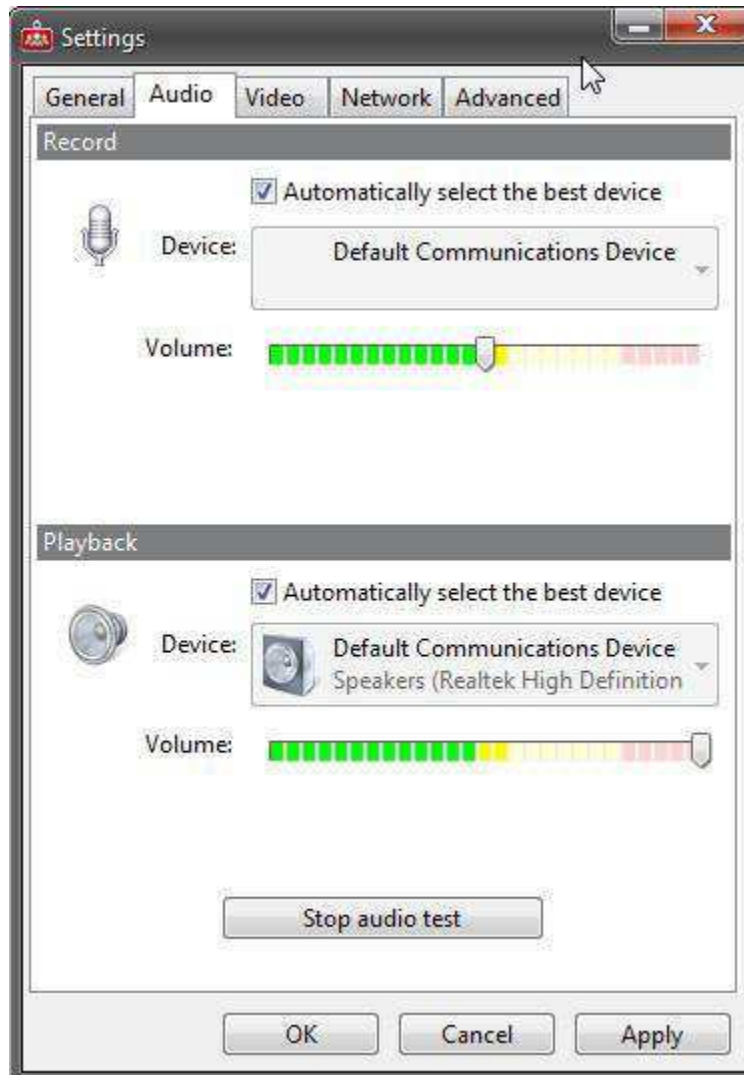 Settings
General Audio Video Network Advanced
Record
Automatically select the best device
Device: Default Communications Device
Volume:
Playback
Automatically select the best device
Device: Default Communications Device
Speakers (Realtek High Definition
Volume:
Stop audio test
OK Cancel Apply